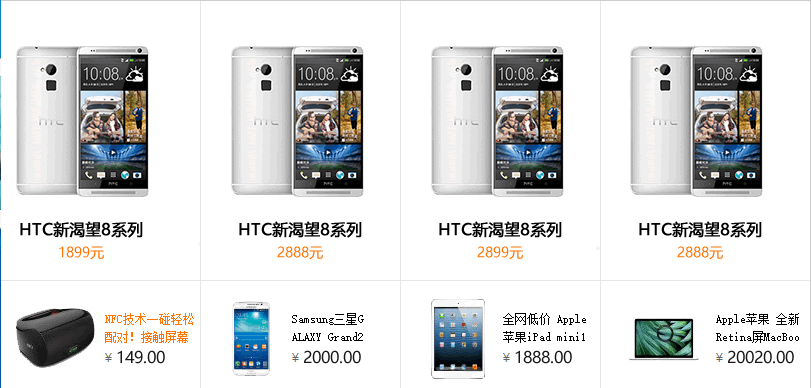 10:08
10:08
10:08
10:08
hTC
hTC
hTC
hTC
HTC新渴望8系列
HTC新渴望8系列
HTC新渴望8系列
HTC新渴望8系列
1899元
2888元
2899元
2888元
NFC技术一碰轻松
配对！接触屏幕
¥ 149.00
Samsung三星G
ALAXY Grand2
¥ 2000.00
全网低价 Apple
苹果iPad mini1
¥ 1888.00
Apple苹果 全新
Retina屏MacBoo
¥ 20020.00